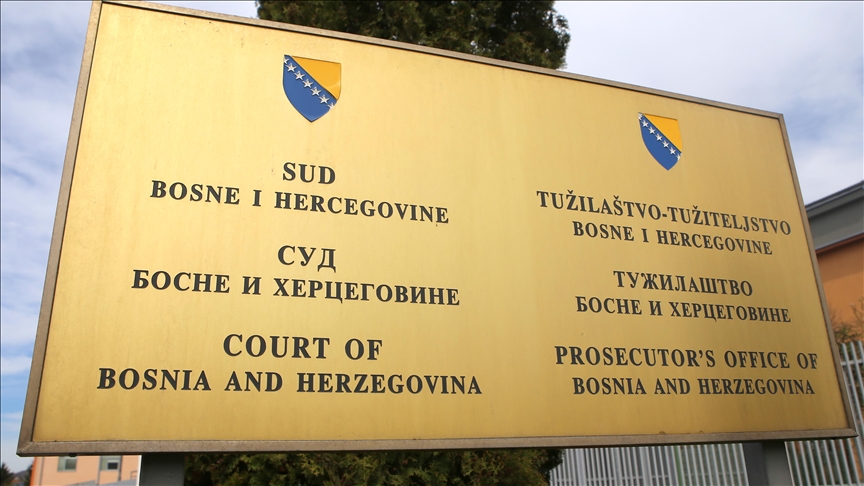 SUD
BOSNE I HERCEGOVINE
СУД
БОСНЕ И ХЕРЦЕГОВИНЕ
COURT OF
BOSNIA AND HERZEGOVINA
TUŽILAŠTVO-TUŽITELJSTVO
BOSNE I HERCEGOVINE
ТУЖИЛАШТВО
БОСНЕ И ХЕРЦЕГОВИНЕ
PROSECUTOR'S OFFICE OF
BOSNIA AND HERZEGOVINA